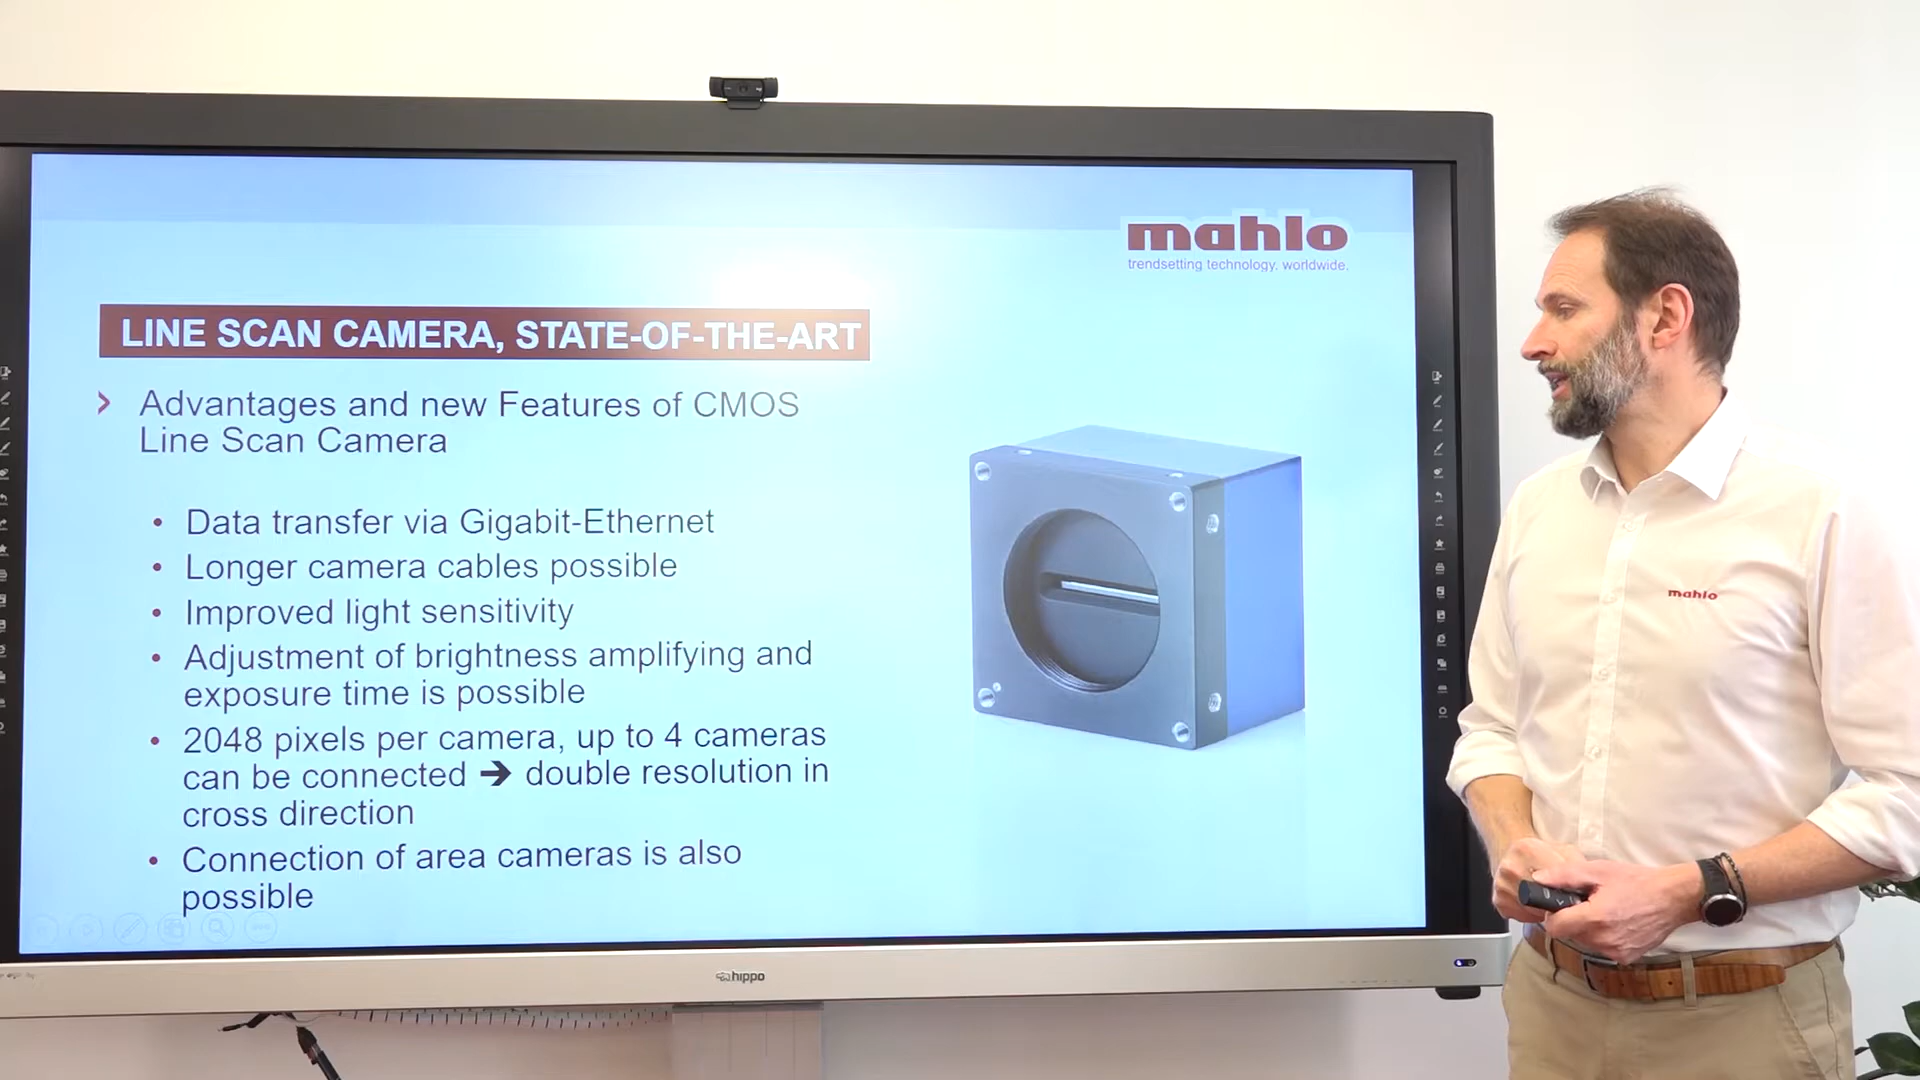 mahlo
trendsetting technology. worldwide.
LINE SCAN CAMERA, STATE-OF-THE-ART
Advantages and new Features of CMOS
Line Scan Camera
• Data transfer via Gigabit-Ethernet
• Longer camera cables possible
• Improved light sensitivity
• Adjustment of brightness amplifying and
exposure time is possible
• 2048 pixels per camera, up to 4 cameras
can be connected ➔ double resolution in
cross direction
• Connection of area cameras is also
possible
mahlo
hippo